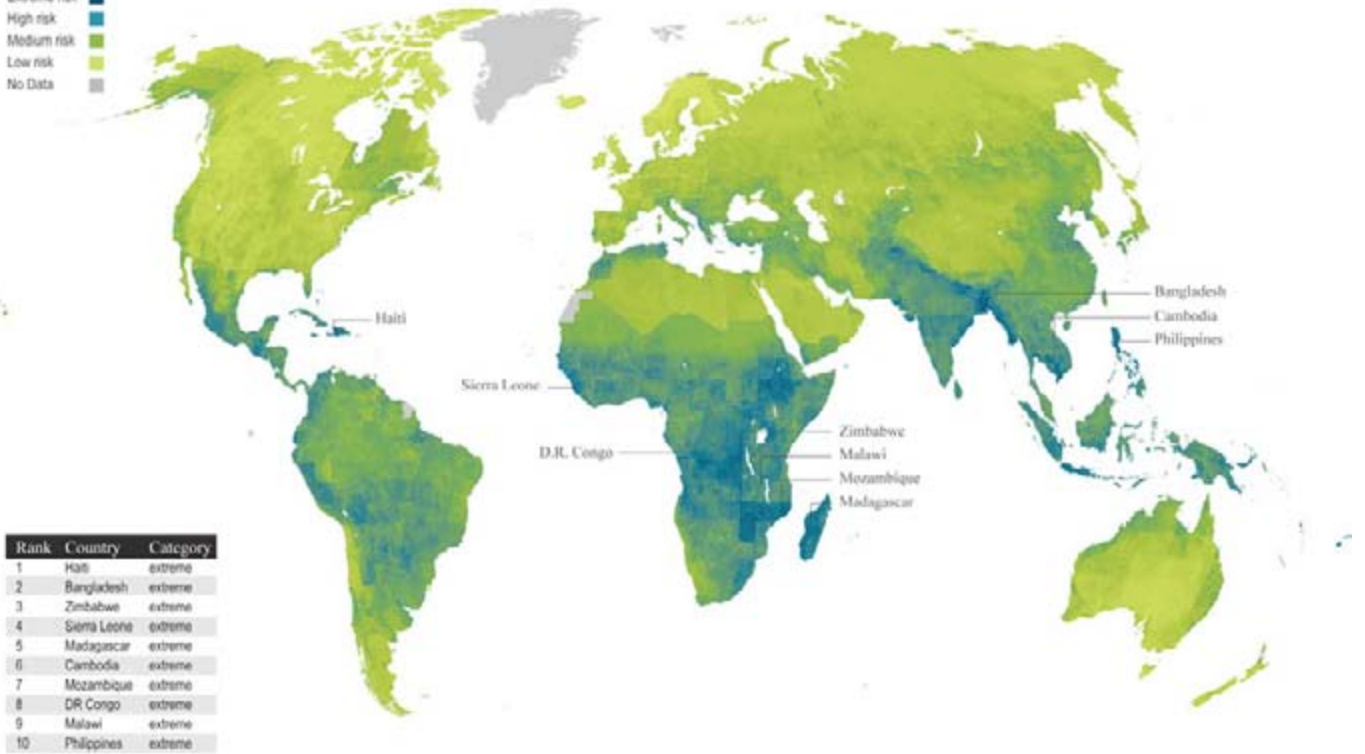 High risk
Medium risk
Low risk
No Data
Haiti
Bangladesh
Cambodia
Philippines
Sierra Leone
D.R. Congo
Zimbabwe
Malawi
Mozambique
Madagascar
Rank Country Category
1 Haiti extreme
2 Bangladesh extreme
3 Zimbabwe extreme
4 Sierra Leone extreme
5 Madagascar extreme
6 Cambodia extreme
7 Mozambique extreme
8 DR Congo extreme
9 Malawi extreme
10 Philippines extreme